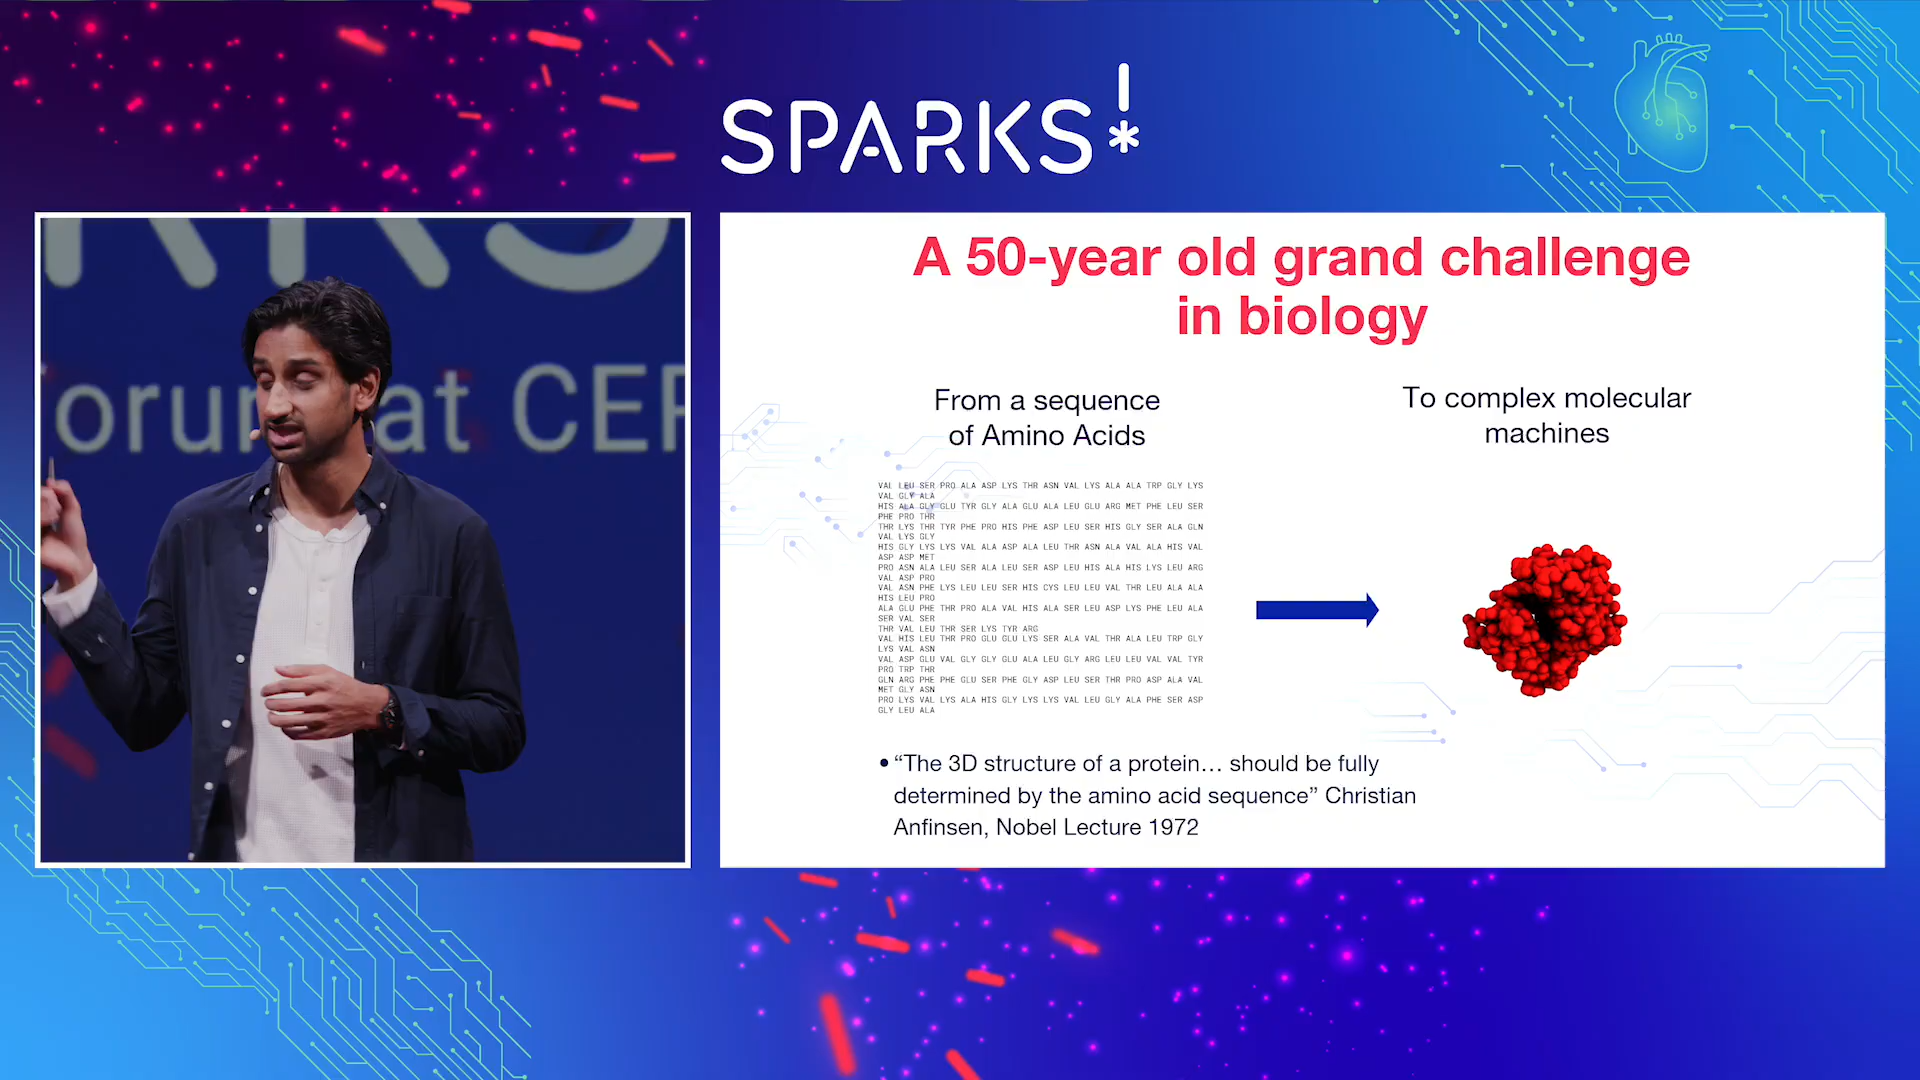 SPARKS!
RKS
orum at CER
A 50-year old grand challenge
in biology
From a sequence
of Amino Acids
To complex molecular
machines
VAL LEU SER PRO ALA ASP LYS THR ASN VAL LYS ALA ALA TRP GLY LYS
VAL GLY ALA
HIS ALA GLY GLU TYR GLY ALA GLU ALA LEU GLU ARG MET PHE LEU SER
PHE PRO THR
THR LYS THR TYR PHE PRO HIS PHE ASP LEU SER HIS GLY SER ALA GLN
VAL LYS GLY
HIS GLY LYS LYS VAL ALA ASP ALA LEU THR ASN ALA VAL ALA HIS VAL
ASP ASP MET
PRO ASN ALA LEU SER ALA LEU SER ASP LEU HIS ALA HIS LYS LEU ARG
VAL ASP PRO
VAL ASN PHE LYS LEU LEU SER HIS CYS LEU LEU VAL THR LEU ALA ALA
HIS LEU PRO
ALA GLU PHE THR PRO ALA VAL HIS ALA SER LEU ASP LYS PHE LEU ALA
SER VAL SER
THR VAL LEU THR SER LYS TYR ARG
VAL HIS LEU THR PRO GLU GLU LYS SER ALA VAL THR ALA LEU TRP GLY
LYS VAL ASN
VAL ASP GLU VAL GLY GLY GLU ALA LEU GLY ARG LEU LEU VAL VAL TYR
PRO TRP THR
GLN ARG PHE PHE GLU SER PHE GLY ASP LEU SER THR PRO ASP ALA VAL
MET GLY ASN
PRO LYS VAL LYS ALA HIS GLY LYS LYS VAL LEU GLY ALA PHE SER ASP
GLY LEU ALA
• “The 3D structure of a protein… should be fully
determined by the amino acid sequence” Christian
Anfinsen, Nobel Lecture 1972